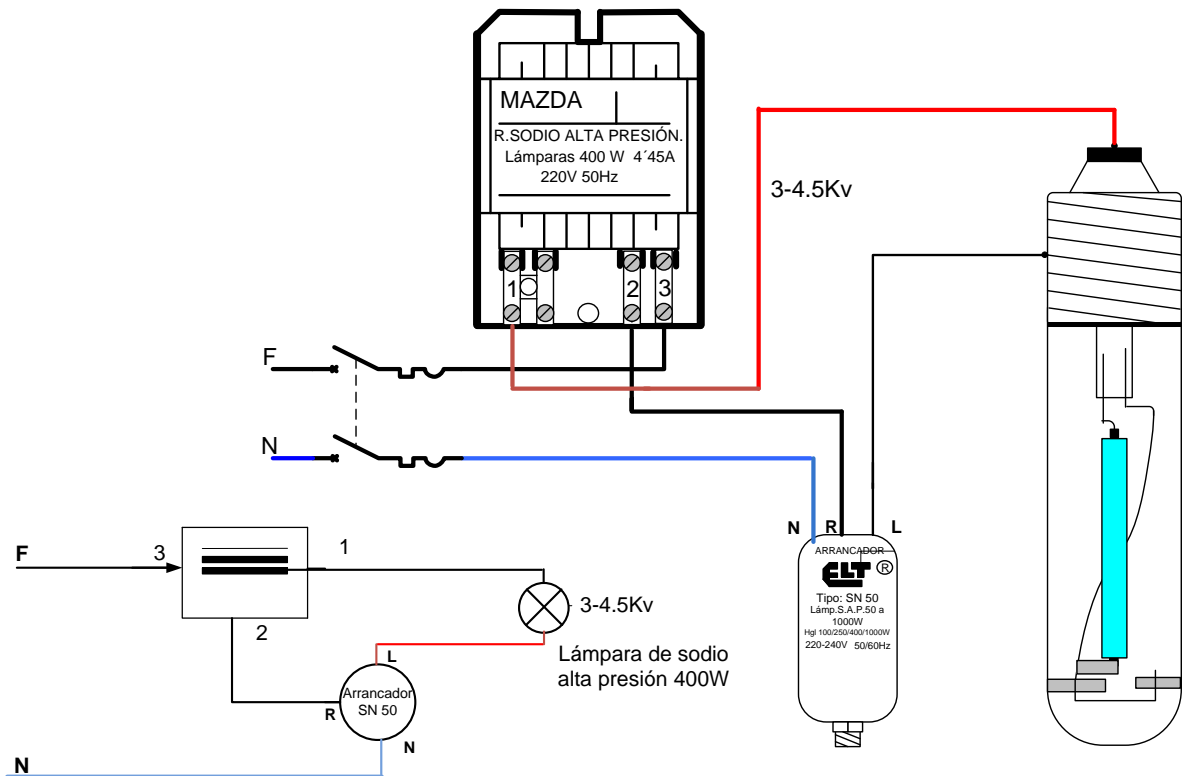 MAZDA
R.SODIO ALTA PRESIÓN.
Lámparas 400 W 4´45A
220V 50Hz
1
2
3
3-4.5Kv
F
N
N
R
L
ARRANCADOR
ELT ®
Tipo: SN 50
Lámp.S.A.P.50 a
1000W
Hgl 100/250/400/1000W
220-240V 50/60Hz
F
3
1
2
3-4.5Kv
L
Lámpara de sodio
alta presión 400W
Arrancador
SN 50
R
N
N